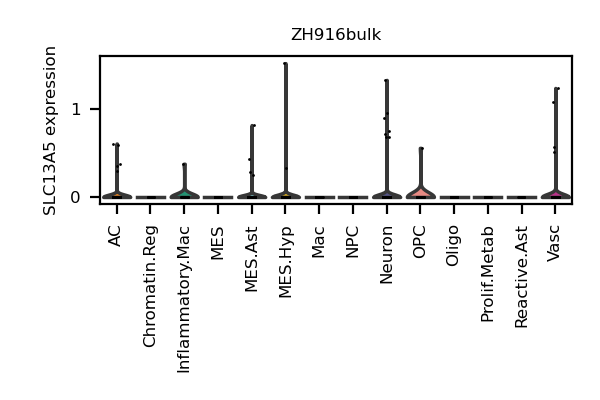 ZH916bulk
SLC13A5 expression
1
0
AC
Chromatin.Reg
Inflammatory.Mac
MES
MES.Ast
MES.Hyp
Mac
NPC
Neuron
OPC
Oligo
Prolif.Metab
Reactive.Ast
Vasc